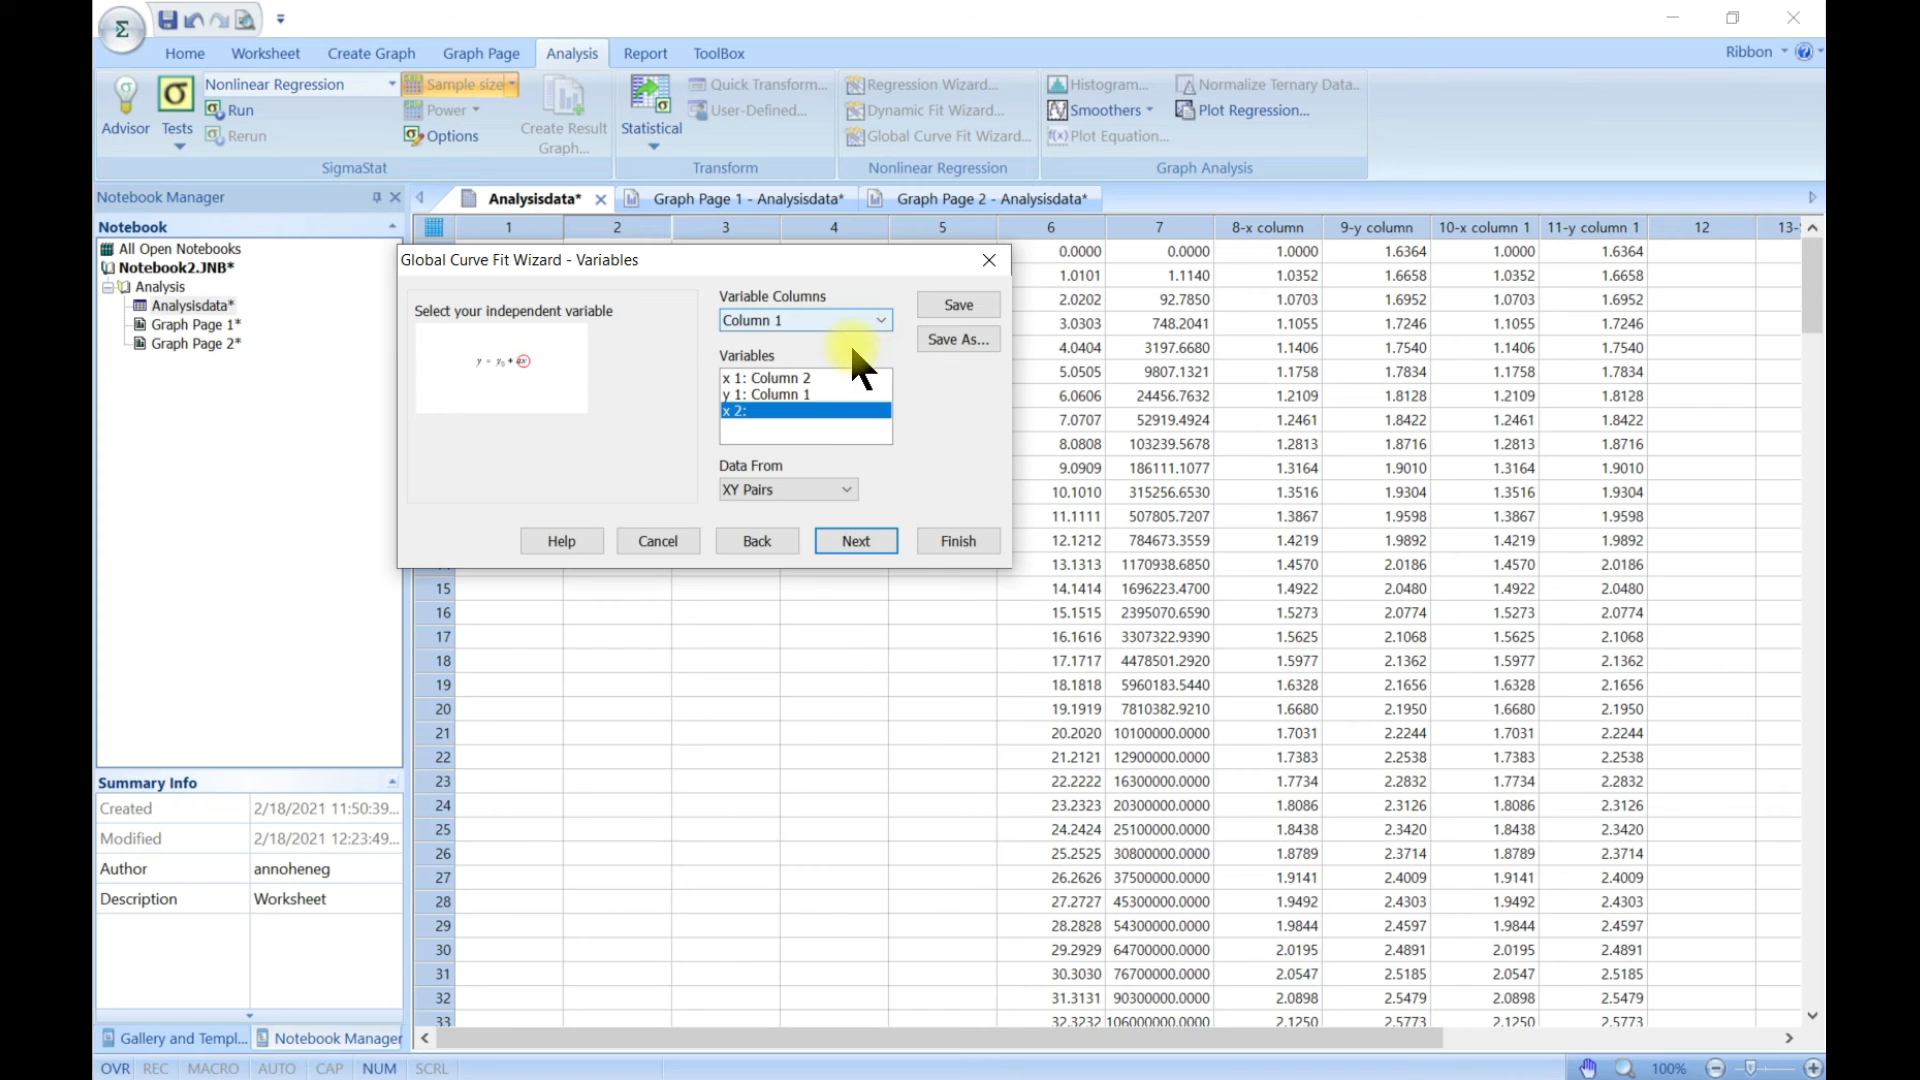 Σ
Home Worksheet Create Graph Graph Page Analysis Report ToolBox Ribbon
Advisor
Tests
Nonlinear Regression
Run
Rerun
Sample size
Power
Options
Create Result
Graph...
SigmaStat
Statistical
Quick Transform...
User-Defined...
Transform
Regression Wizard...
Dynamic Fit Wizard...
Global Curve Fit Wizard...
Nonlinear Regression
Histogram...
Smoothers
Plot Equation...
Normalize Ternary Data...
Plot Regression...
Graph Analysis
Notebook Manager
Notebook
All Open Notebooks
Notebook2.JNB*
Analysis
Analysisdata*
Graph Page 1*
Graph Page 2*
Summary Info
Created 2/18/2021 11:50:39...
Modified 2/18/2021 12:23:49...
Author annoheneg
Description Worksheet
Gallery and Templ... Notebook Manager
Analysisdata* Graph Page 1 - Analysisdata* Graph Page 2 - Analysisdata*
1 2 3 4 5 6 7 8-x column 9-y column 10-x column 1 11-y column 1 12 13-
Global Curve Fit Wizard - Variables
Select your independent variable
y = y0 + ax
Variable Columns
Column 1
Variables
x 1: Column 2
y 1: Column 1
x 2:
Data From
XY Pairs
Save
Save As...
Help Cancel Back Next Finish
0.0000 0.0000 1.0000 1.6364 1.0000 1.6364
1.0101 1.1140 1.0352 1.6658 1.0352 1.6658
2.0202 92.7850 1.0703 1.6952 1.0703 1.6952
3.0303 748.2041 1.1055 1.7246 1.1055 1.7246
4.0404 3197.6680 1.1406 1.7540 1.1406 1.7540
5.0505 9807.1321 1.1758 1.7834 1.1758 1.7834
6.0606 24456.7632 1.2109 1.8128 1.2109 1.8128
7.0707 52919.4924 1.2461 1.8422 1.2461 1.8422
8.0808 103239.5678 1.2813 1.8716 1.2813 1.8716
9.0909 186111.1077 1.3164 1.9010 1.3164 1.9010
10.1010 315256.6530 1.3516 1.9304 1.3516 1.9304
11.1111 507805.7207 1.3867 1.9598 1.3867 1.9598
12.1212 784673.3559 1.4219 1.9892 1.4219 1.9892
13.1313 1170938.6850 1.4570 2.0186 1.4570 2.0186
15 14.1414 1696223.4700 1.4922 2.0480 1.4922 2.0480
16 15.1515 2395070.6590 1.5273 2.0774 1.5273 2.0774
17 16.1616 3307322.9390 1.5625 2.1068 1.5625 2.1068
18 17.1717 4478501.2920 1.5977 2.1362 1.5977 2.1362
19 18.1818 5960183.5440 1.6328 2.1656 1.6328 2.1656
20 19.1919 7810382.9210 1.6680 2.1950 1.6680 2.1950
21 20.2020 10100000.0000 1.7031 2.2244 1.7031 2.2244
22 21.2121 12900000.0000 1.7383 2.2538 1.7383 2.2538
23 22.2222 16300000.0000 1.7734 2.2832 1.7734 2.2832
24 23.2323 20300000.0000 1.8086 2.3126 1.8086 2.3126
25 24.2424 25100000.0000 1.8438 2.3420 1.8438 2.3420
26 25.2525 30800000.0000 1.8789 2.3714 1.8789 2.3714
27 26.2626 37500000.0000 1.9141 2.4009 1.9141 2.4009
28 27.2727 45300000.0000 1.9492 2.4303 1.9492 2.4303
29 28.2828 54300000.0000 1.9844 2.4597 1.9844 2.4597
30 29.2929 64700000.0000 2.0195 2.4891 2.0195 2.4891
31 30.3030 76700000.0000 2.0547 2.5185 2.0547 2.5185
32 31.3131 90300000.0000 2.0898 2.5479 2.0898 2.5479
33 32.3232 106000000.0000 2.1250 2.5773 2.1250 2.5773
OVR REC MACRO AUTO CAP NUM SCRL 100%